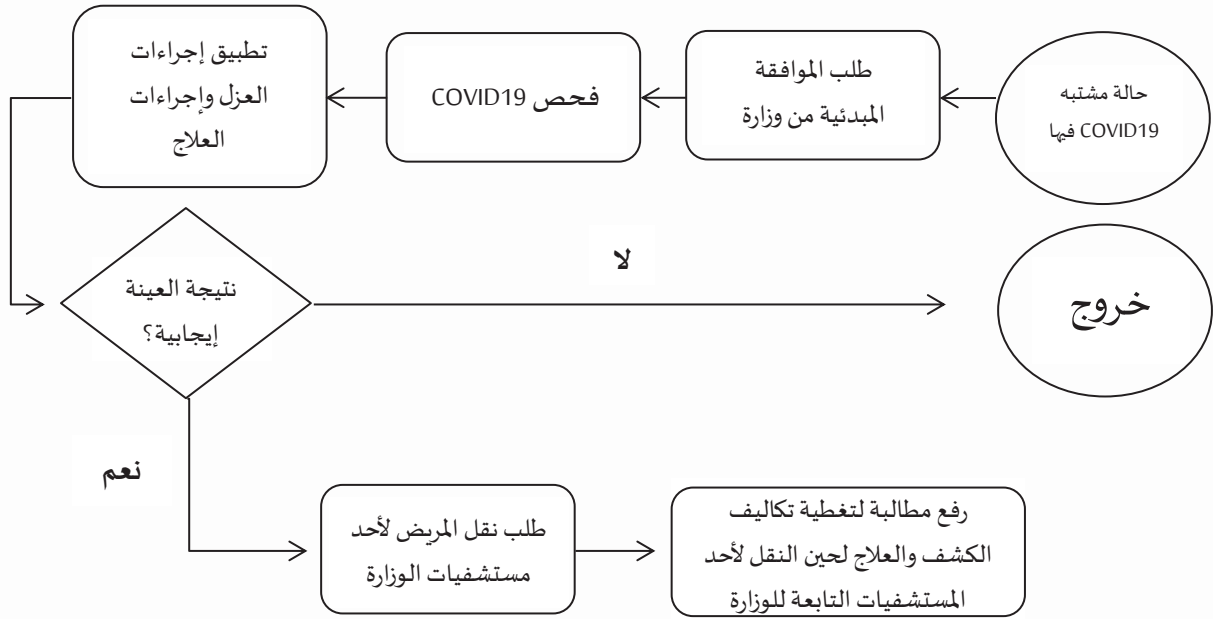 حالة مشتبه
فيها COVID19
طلب الموافقة
المبدئية من وزارة
فحص COVID19
تطبيق إجراءات
العزل وإجراءات
العلاج
نتيجة العينة
إيجابية؟
لا
خروج
نعم
طلب نقل المريض لأحد
مستشفيات الوزارة
رفع مطالبة لتغطية تكاليف
الكشف والعلاج لحين النقل لأحد
المستشفيات التابعة للوزارة